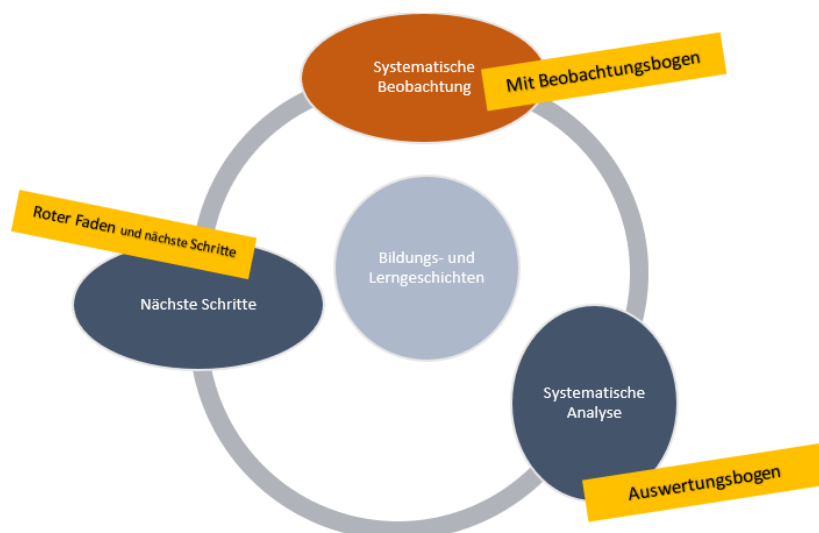 Systematische
Beobachtung
Mit Beobachtungsbogen
Roter Faden und nächste Schritte
Bildungs- und
Lerngeschichten
Nächste Schritte
Systematische
Analyse
Auswertungsbogen